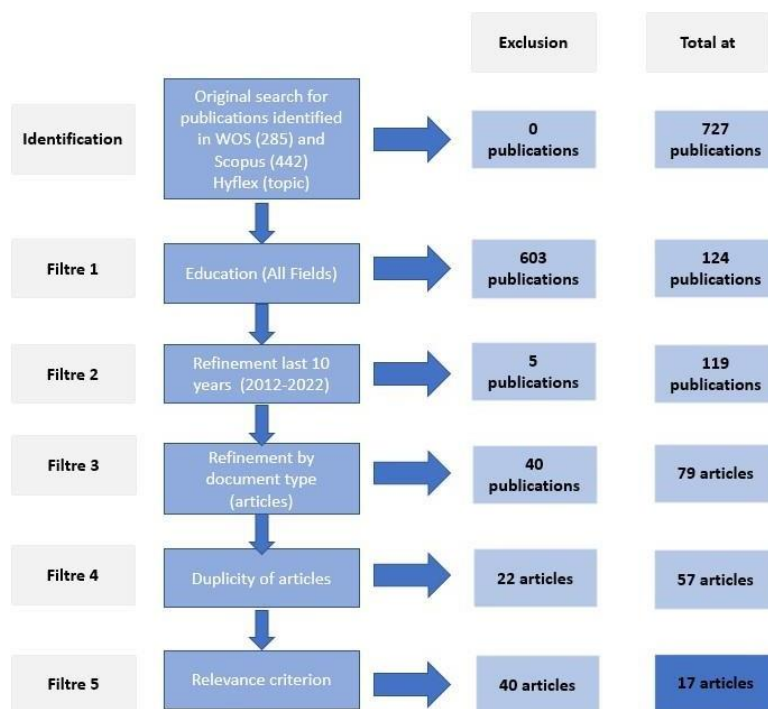 Exclusion
Total at
Identification
Original search for
publications identified
in WOS (285) and
Scopus (442)
Hyflex (topic)
0
publications
727
publications
Filtre 1
Education (All Fields)
603
publications
124
publications
Filtre 2
Refinement last 10
years (2012-2022)
5
publications
119
publications
Filtre 3
Refinement by
document type
(articles)
40
publications
79 articles
Filtre 4
Duplicity of articles
22 articles
57 articles
Filtre 5
Relevance criterion
40 articles
17 articles